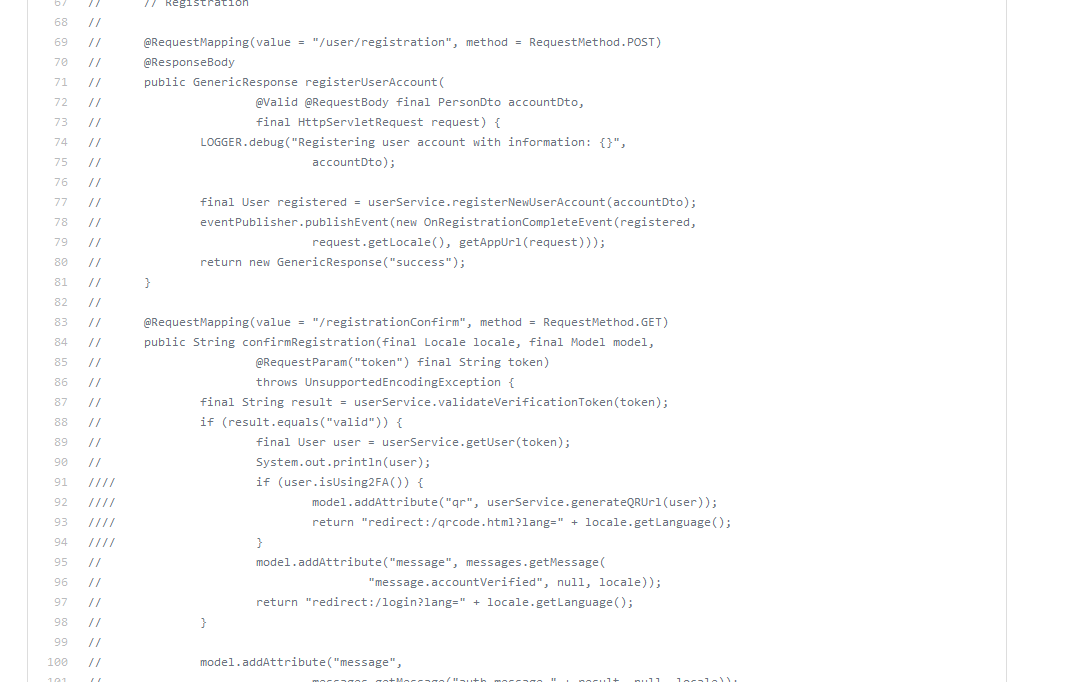 67 // // Registration
68 //
69 // @RequestMapping(value = "/user/registration", method = RequestMethod.POST)
70 // @ResponseBody
71 // public GenericResponse registerUserAccount(
72 // @Valid @RequestBody final PersonDto accountDto,
73 // final HttpServletRequest request) {
74 // LOGGER.debug("Registering user account with information: {}",
75 // accountDto);
76 //
77 // final User registered = userService.registerNewUserAccount(accountDto);
78 // eventPublisher.publishEvent(new OnRegistrationCompleteEvent(registered,
79 // request.getLocale(), getAppUrl(request)));
80 // return new GenericResponse("success");
81 // }
82 //
83 // @RequestMapping(value = "/registrationConfirm", method = RequestMethod.GET)
84 // public String confirmRegistration(final Locale locale, final Model model,
85 // @RequestParam("token") final String token)
86 // throws UnsupportedEncodingException {
87 // final String result = userService.validateVerificationToken(token);
88 // if (result.equals("valid")) {
89 // final User user = userService.getUser(token);
90 // System.out.println(user);
91 //// if (user.isUsing2FA()) {
92 //// model.addAttribute("qr", userService.generateQRUrl(user));
93 //// return "redirect:/qrcode.html?lang=" + locale.getLanguage();
94 //// }
95 // model.addAttribute("message", messages.getMessage(
96 // "message.accountVerified", null, locale));
97 // return "redirect:/login?lang=" + locale.getLanguage();
98 // }
99 //
100 // model.addAttribute("message",
101 // messages.getMessage("auth.message." + result, null, locale));